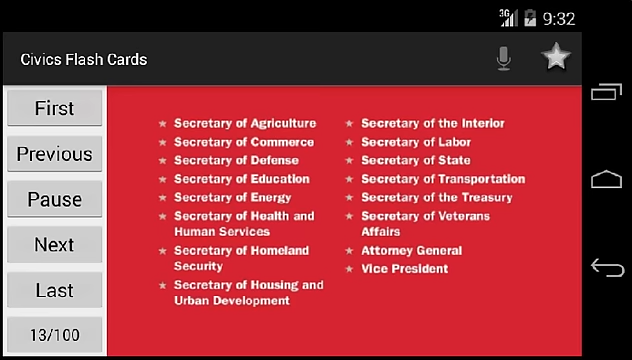 3G 9:32
Civics Flash Cards
First
Previous
Pause
Next
Last
13/100
Secretary of Agriculture
Secretary of Commerce
Secretary of Defense
Secretary of Education
Secretary of Energy
Secretary of Health and
Human Services
Secretary of Homeland
Security
Secretary of Housing and
Urban Development
Secretary of the Interior
Secretary of Labor
Secretary of State
Secretary of Transportation
Secretary of the Treasury
Secretary of Veterans
Affairs
Attorney General
Vice President